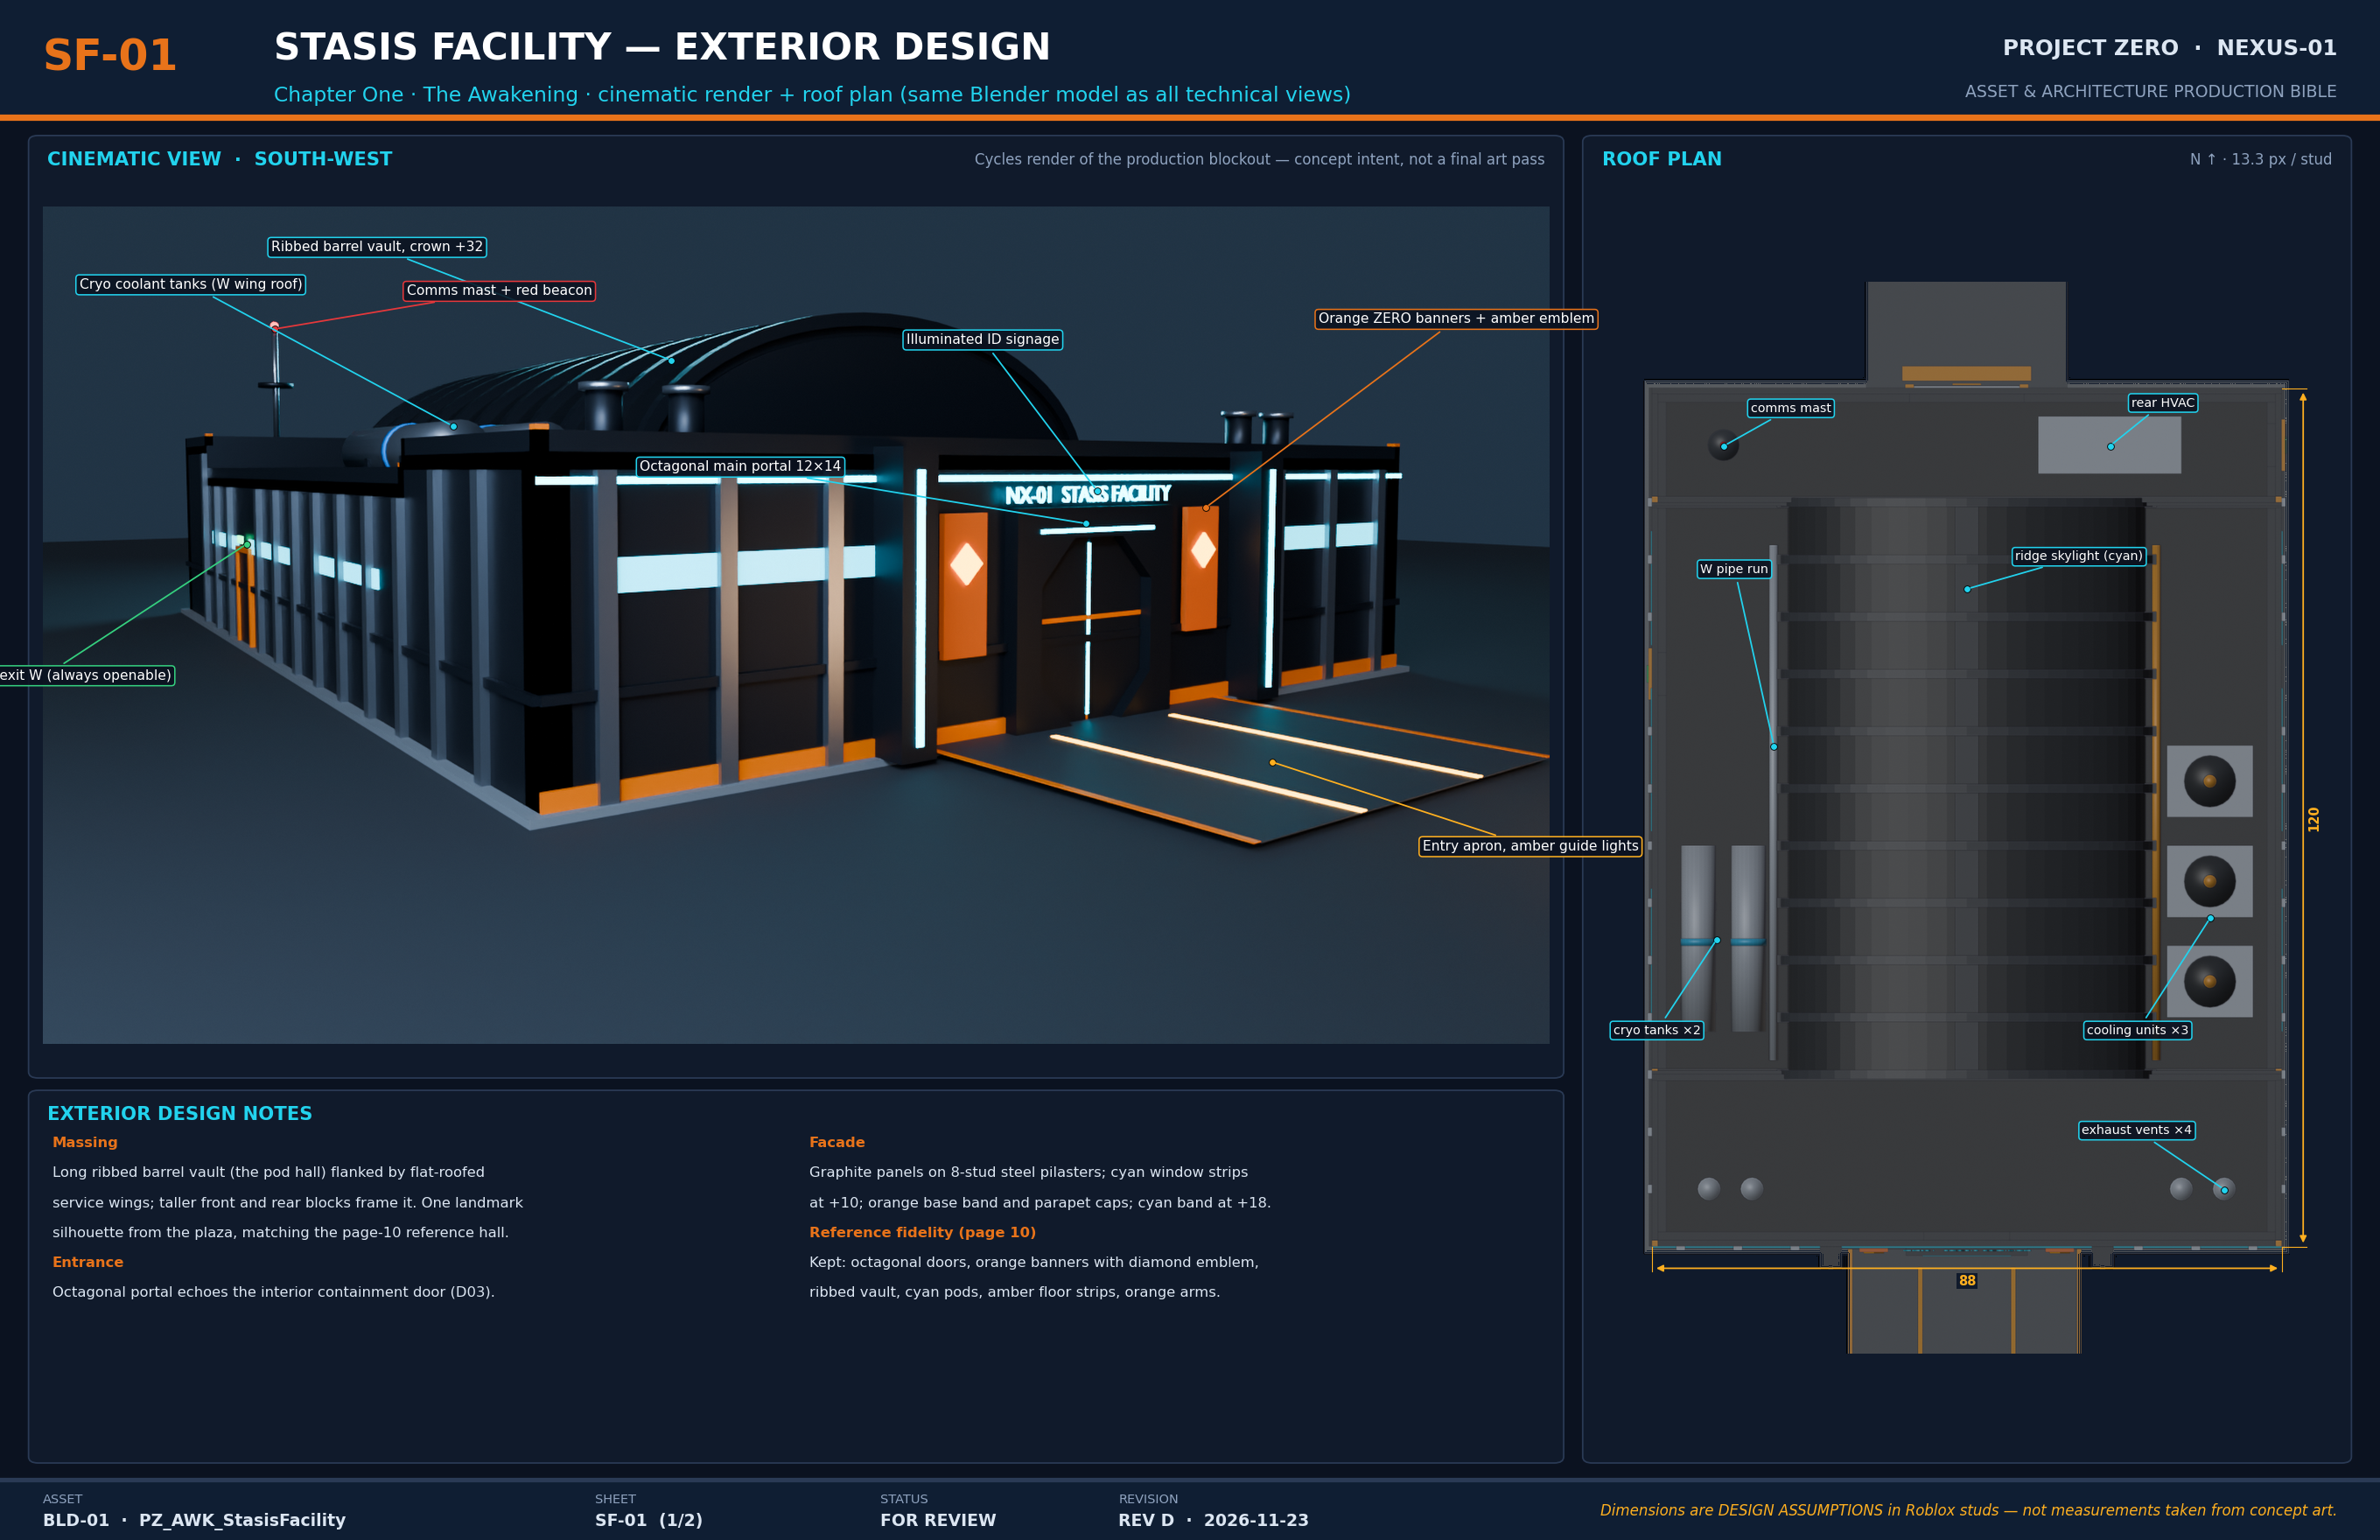 SF-01
STASIS FACILITY — EXTERIOR DESIGN
Chapter One · The Awakening · cinematic render + roof plan (same Blender model as all technical views)
PROJECT ZERO · NEXUS-01
ASSET & ARCHITECTURE PRODUCTION BIBLE
CINEMATIC VIEW · SOUTH-WEST
Cycles render of the production blockout — concept intent, not a final art pass
Ribbed barrel vault, crown +32
Cryo coolant tanks (W wing roof)
Comms mast + red beacon
Orange ZERO banners + amber emblem
Illuminated ID signage
Octagonal main portal 12×14
NX-01 STASIS FACILITY
exit W (always openable)
Entry apron, amber guide lights
ROOF PLAN
N ↑ · 13.3 px / stud
comms mast
rear HVAC
W pipe run
ridge skylight (cyan)
120
cryo tanks ×2
cooling units ×3
exhaust vents ×4
88
EXTERIOR DESIGN NOTES
Massing
Long ribbed barrel vault (the pod hall) flanked by flat-roofed
service wings; taller front and rear blocks frame it. One landmark
silhouette from the plaza, matching the page-10 reference hall.
Entrance
Octagonal portal echoes the interior containment door (D03).
Facade
Graphite panels on 8-stud steel pilasters; cyan window strips
at +10; orange base band and parapet caps; cyan band at +18.
Reference fidelity (page 10)
Kept: octagonal doors, orange banners with diamond emblem,
ribbed vault, cyan pods, amber floor strips, orange arms.
ASSET
BLD-01 · PZ_AWK_StasisFacility
SHEET
SF-01 (1/2)
STATUS
FOR REVIEW
REVISION
REV D · 2026-11-23
Dimensions are DESIGN ASSUMPTIONS in Roblox studs — not measurements taken from concept art.